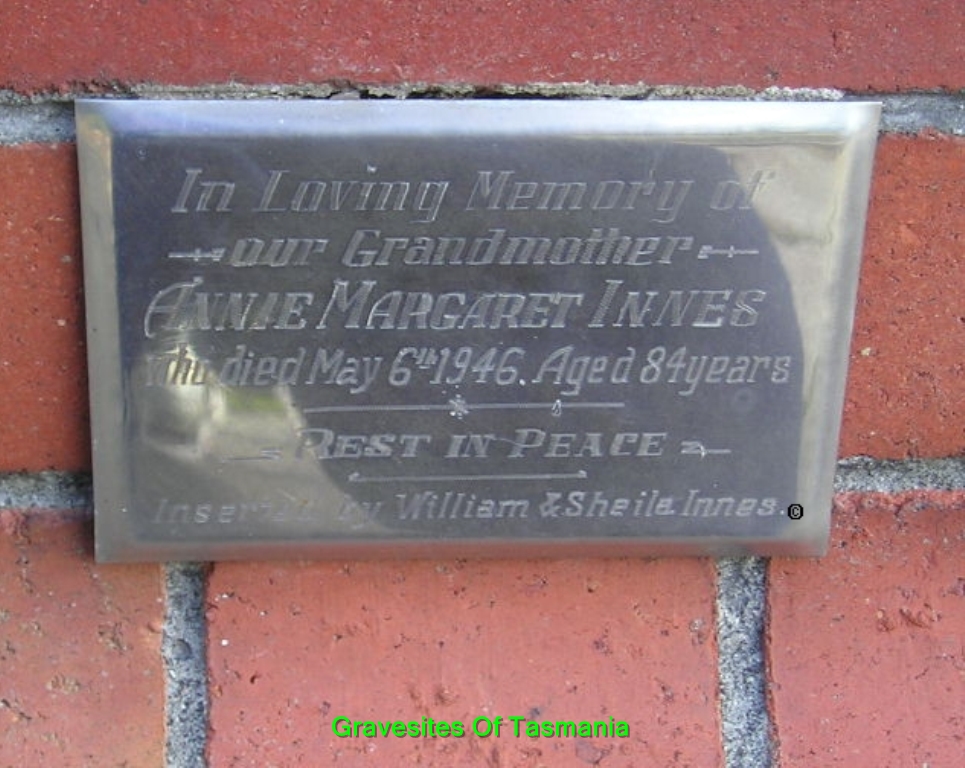 In Loving Memory of
our Grandmother
ANNIE MARGARET INNES
who died May 6th 1946. Aged 84 years
REST IN PEACE
Inserted by William & Sheila Innes.
©
Gravesites Of Tasmania